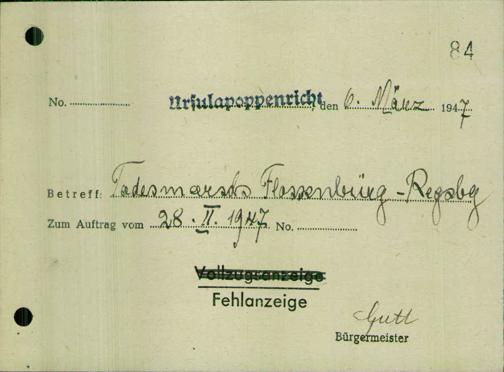 84
No. Ursulapoppenricht, den 6. März 1947
Betreff: Todesmarsch Flossenbürg - Regsbg
Zum Auftrag vom 28. II. 1947 No.
Vollzugsanzeige
Fehlanzeige
Gutt
Bürgermeister